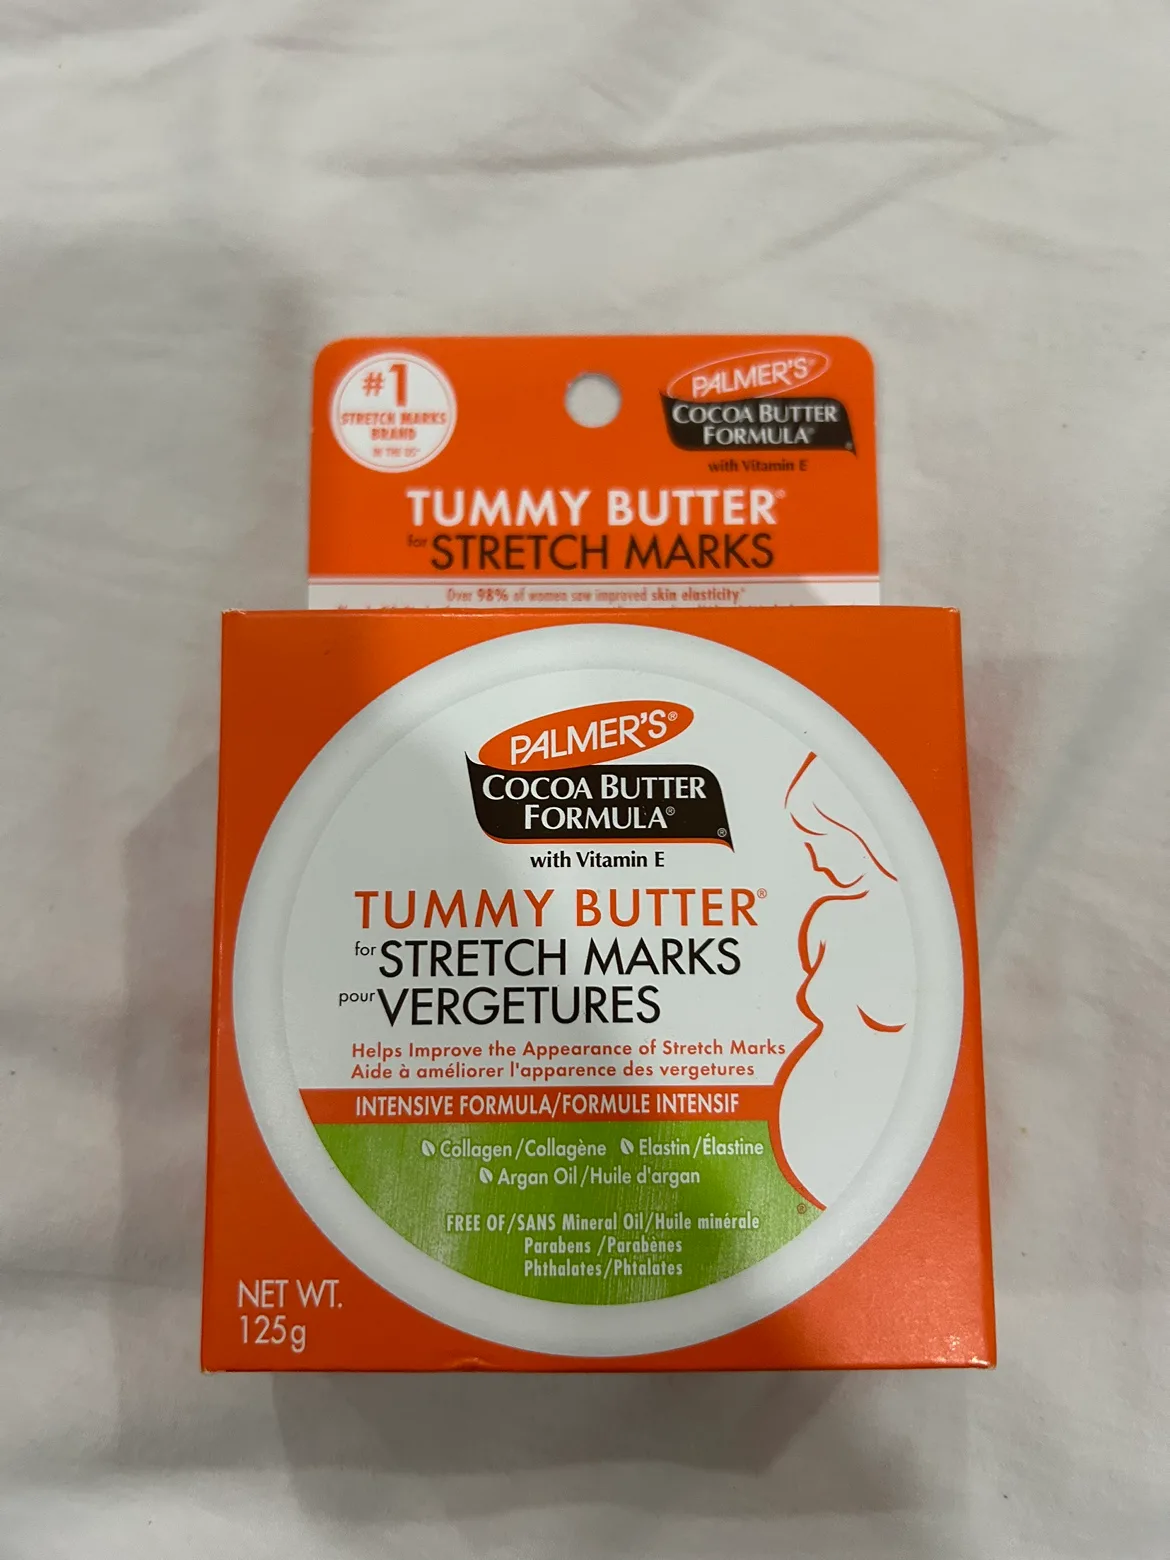 #1
STRETCH MARKS
BRAND
IN THE US*
PALMER'S
COCOA BUTTER
FORMULA®
with Vitamin E
TUMMY BUTTER®
for STRETCH MARKS
Over 98% of women saw improved skin elasticity*
PALMER'S®
COCOA BUTTER
FORMULA®
®
with Vitamin E
TUMMY BUTTER®
for STRETCH MARKS
pour VERGETURES
Helps Improve the Appearance of Stretch Marks
Aide à améliorer l'apparence des vergetures
INTENSIVE FORMULA/FORMULE INTENSIF
Collagen/Collagène Elastin/Élastine
Argan Oil/Huile d'argan
®
FREE OF/SANS Mineral Oil/Huile minérale
Parabens /Parabènes
Phthalates/Phtalates
NET WT.
125g